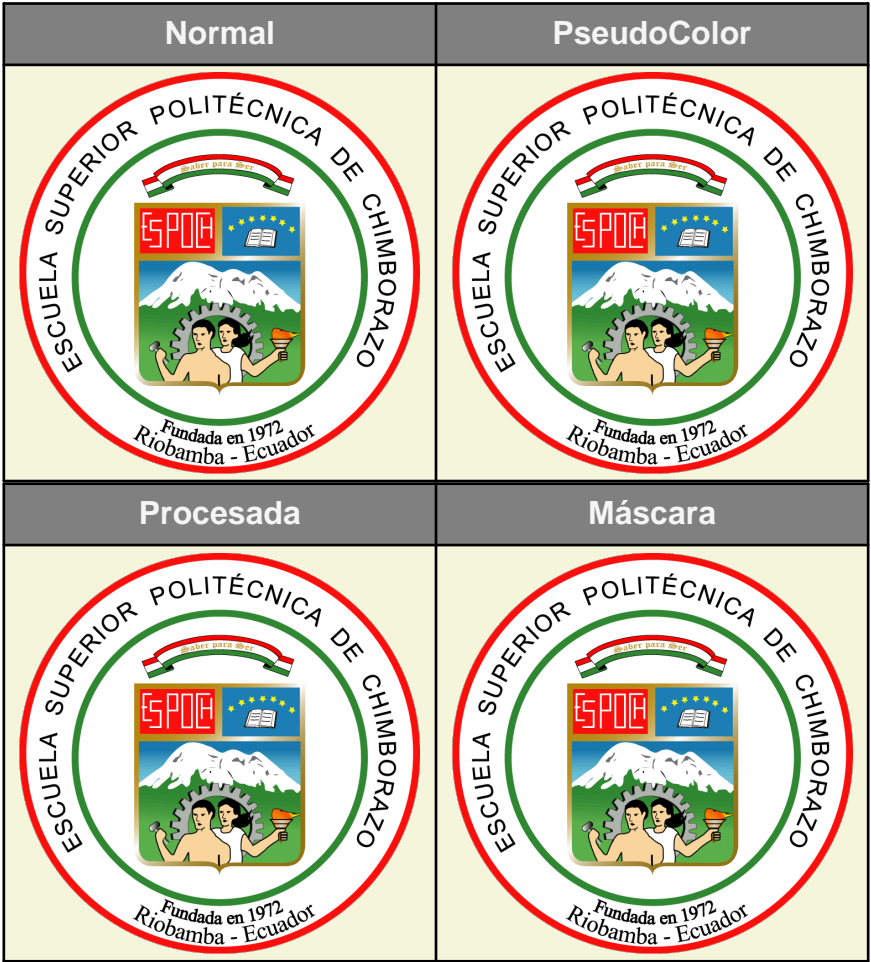 Normal
PseudoColor
ESCUELA SUPERIOR POLITÉCNICA DE CHIMBORAZO
Saber para Ser
ESPOCH
Fundada en 1972
Riobamba - Ecuador
ESCUELA SUPERIOR POLITÉCNICA DE CHIMBORAZO
Saber para Ser
ESPOCH
Fundada en 1972
Riobamba - Ecuador
Procesada
Máscara
ESCUELA SUPERIOR POLITÉCNICA DE CHIMBORAZO
Saber para Ser
ESPOCH
Fundada en 1972
Riobamba - Ecuador
ESCUELA SUPERIOR POLITÉCNICA DE CHIMBORAZO
Saber para Ser
ESPOCH
Fundada en 1972
Riobamba - Ecuador